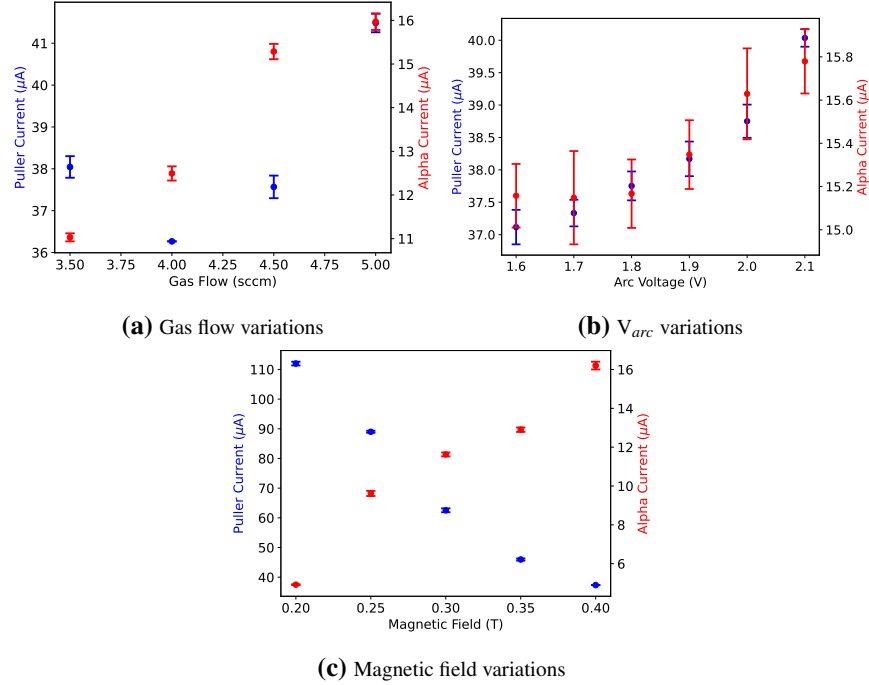 41
40
39
38
37
36
Puller Current (μA)
16
15
14
13
12
11
Alpha Current (μA)
3.50 3.75 4.00 4.25 4.50 4.75 5.00
Gas Flow (sccm)
(a) Gas flow variations
40.0
39.5
39.0
38.5
38.0
37.5
37.0
Puller Current (μA)
15.8
15.6
15.4
15.2
15.0
Alpha Current (μA)
1.6 1.7 1.8 1.9 2.0 2.1
Arc Voltage (V)
(b) Varc variations
110
100
90
80
70
60
50
40
Puller Current (μA)
16
14
12
10
8
6
Alpha Current (μA)
0.20 0.25 0.30 0.35 0.40
Magnetic Field (T)
(c) Magnetic field variations